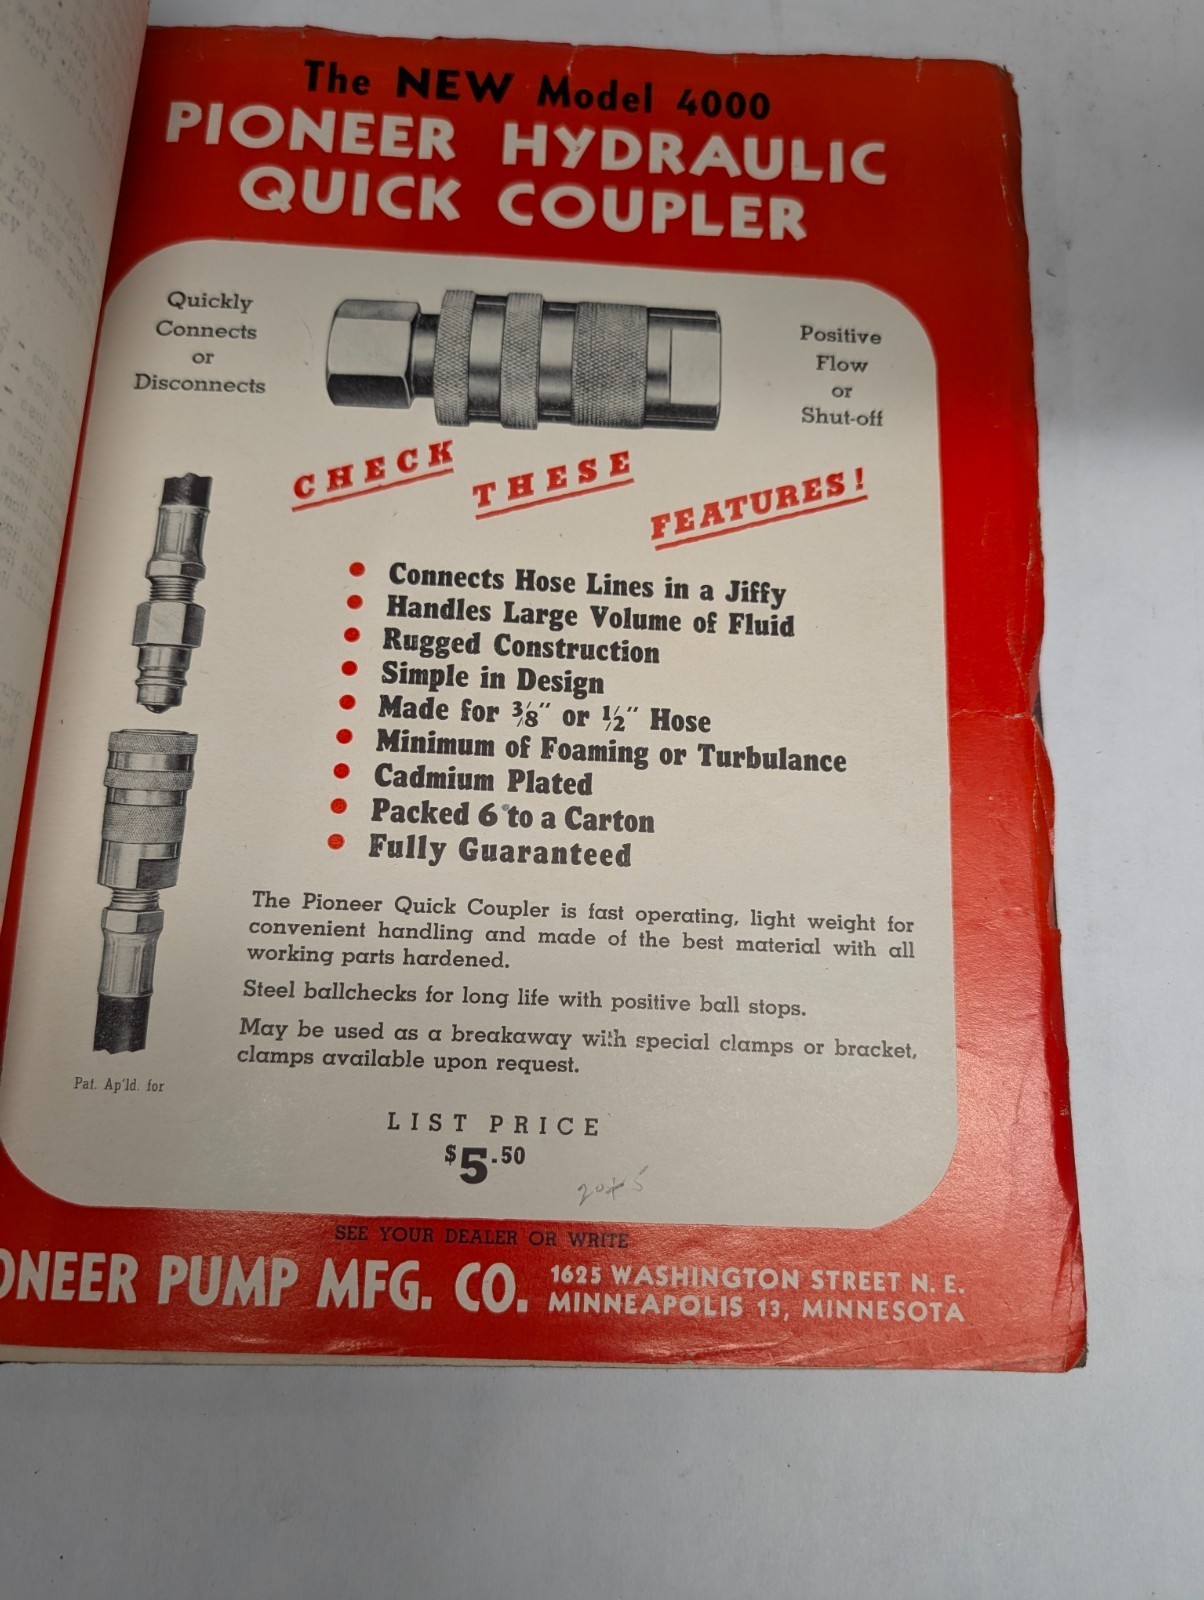 The NEW Model 4000
PIONEER HYDRAULIC
QUICK COUPLER
Quickly
Connects
or
Disconnects
Positive
Flow
or
Shut-off
CHECK THESE FEATURES!
• Connects Hose Lines in a Jiffy
• Handles Large Volume of Fluid
• Rugged Construction
• Simple in Design
• Made for 3/8" or 1/2" Hose
• Minimum of Foaming or Turbulance
• Cadmium Plated
• Packed 6 to a Carton
• Fully Guaranteed
The Pioneer Quick Coupler is fast operating, light weight for
convenient handling and made of the best material with all
working parts hardened.
Steel ballchecks for long life with positive ball stops.
May be used as a breakaway with special clamps or bracket,
clamps available upon request.
Pat. Ap'ld. for
LIST PRICE
$5.50
20+5
SEE YOUR DEALER OR WRITE
ONEER PUMP MFG. CO.
1625 WASHINGTON STREET N. E.
MINNEAPOLIS 13, MINNESOTA